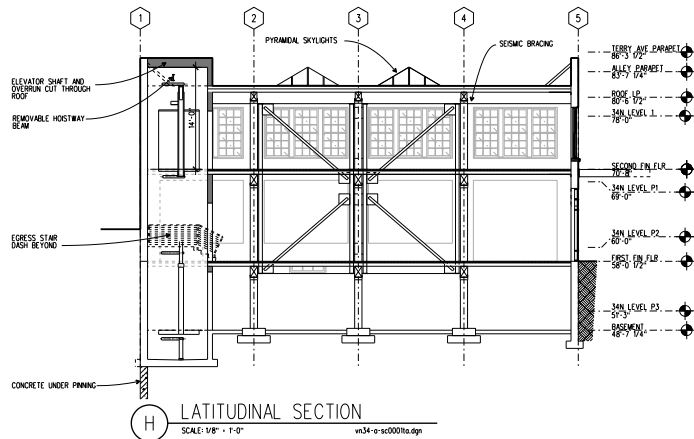 1
2
3
4
5
PYRAMIDAL SKYLIGHTS
SEISMIC BRACING
ELEVATOR SHAFT AND
OVERRUN CUT THROUGH
ROOF
REMOVABLE HOISTWAY
BEAM
14'-0"
EGRESS STAIR
DASH BEYOND
CONCRETE UNDER PINNING
TERRY AVE PARAPET
86'-3 1/2"
ALLEY PARAPET
83'-7 1/4"
ROOF LP
80'-6 1/2"
34N LEVEL 1
78'-0"
SECOND FIN FLR
70'-8"
34N LEVEL P1
69'-0"
34N LEVEL P2
60'-0"
FIRST FIN FLR
58'-0 1/2"
34N LEVEL P3
51'-3"
BASEMENT
48'-7 1/4"
H
LATITUDINAL SECTION
SCALE: 1/8" = 1'-0"
vn34-a-sc0001ta.dgn